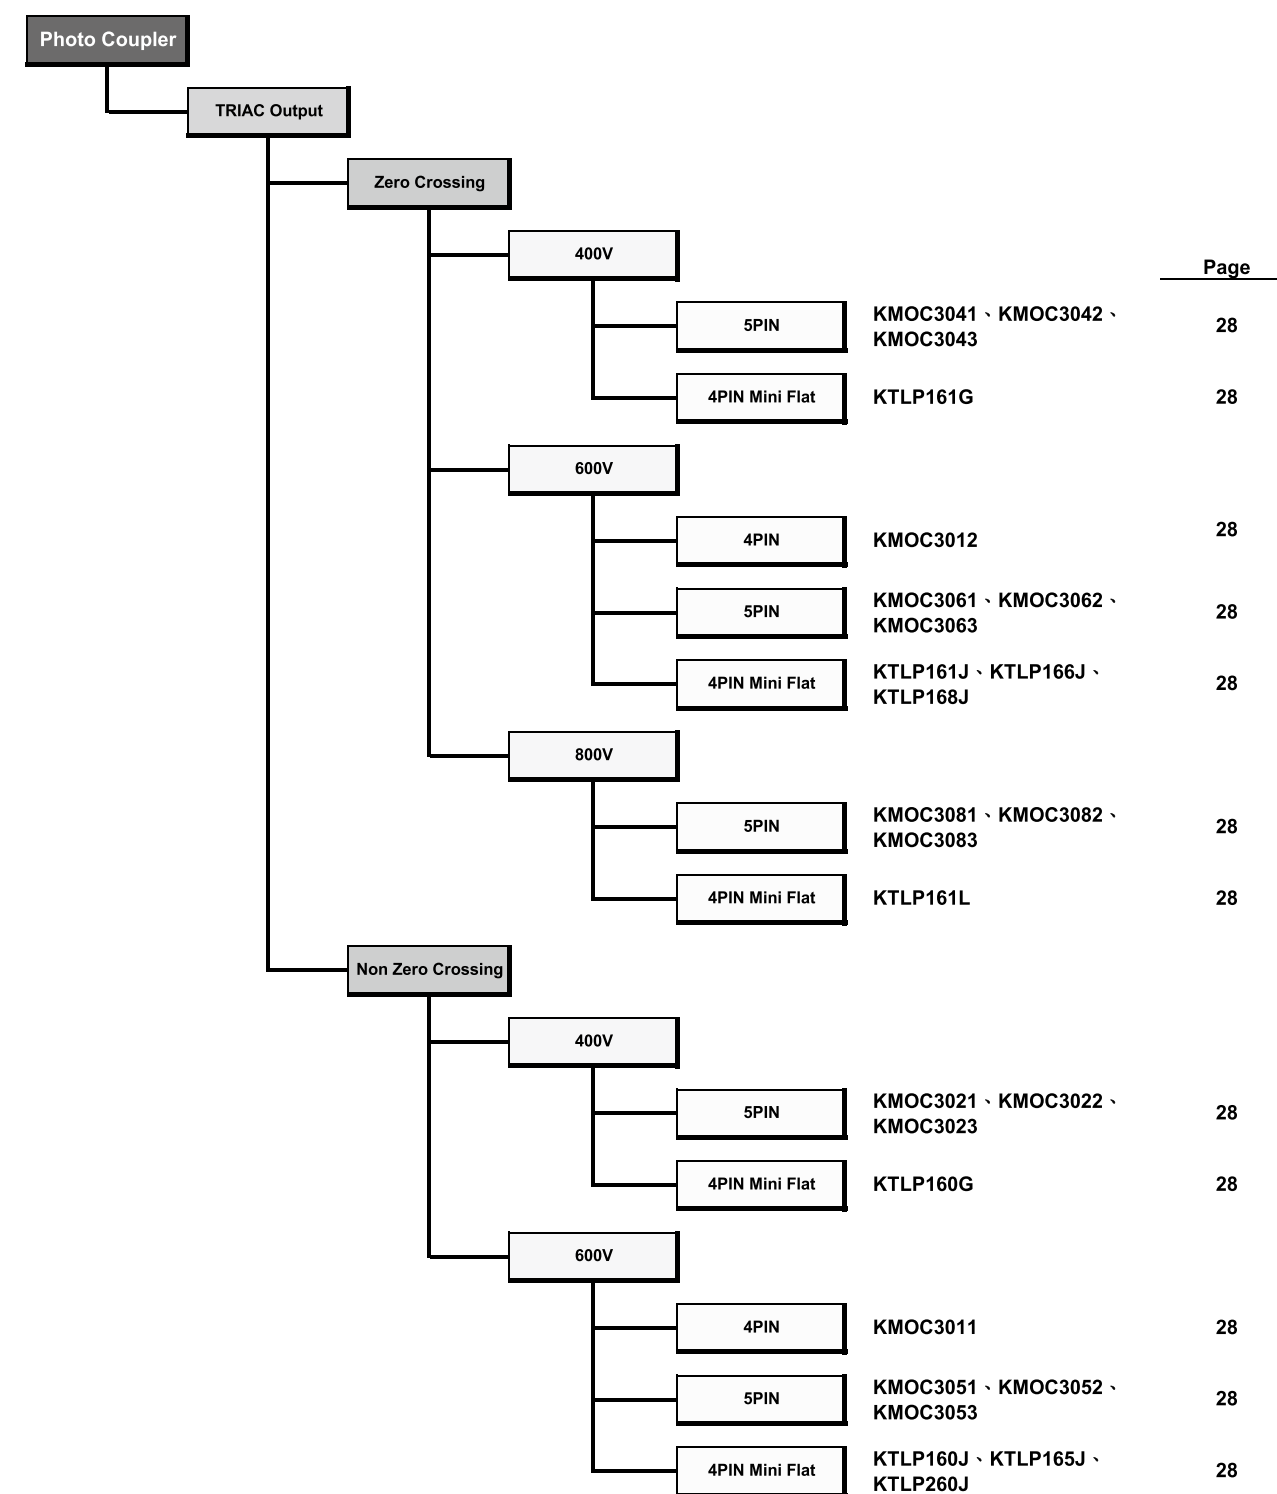 Photo Coupler
TRIAC Output
Zero Crossing
400V
Page
5PIN
KMOC3041、KMOC3042、
KMOC3043
28
4PIN Mini Flat
KTLP161G
28
600V
4PIN
KMOC3012
28
5PIN
KMOC3061、KMOC3062、
KMOC3063
28
4PIN Mini Flat
KTLP161J、KTLP166J、
KTLP168J
28
800V
5PIN
KMOC3081、KMOC3082、
KMOC3083
28
4PIN Mini Flat
KTLP161L
28
Non Zero Crossing
400V
5PIN
KMOC3021、KMOC3022、
KMOC3023
28
4PIN Mini Flat
KTLP160G
28
600V
4PIN
KMOC3011
28
5PIN
KMOC3051、KMOC3052、
KMOC3053
28
4PIN Mini Flat
KTLP160J、KTLP165J、
KTLP260J
28